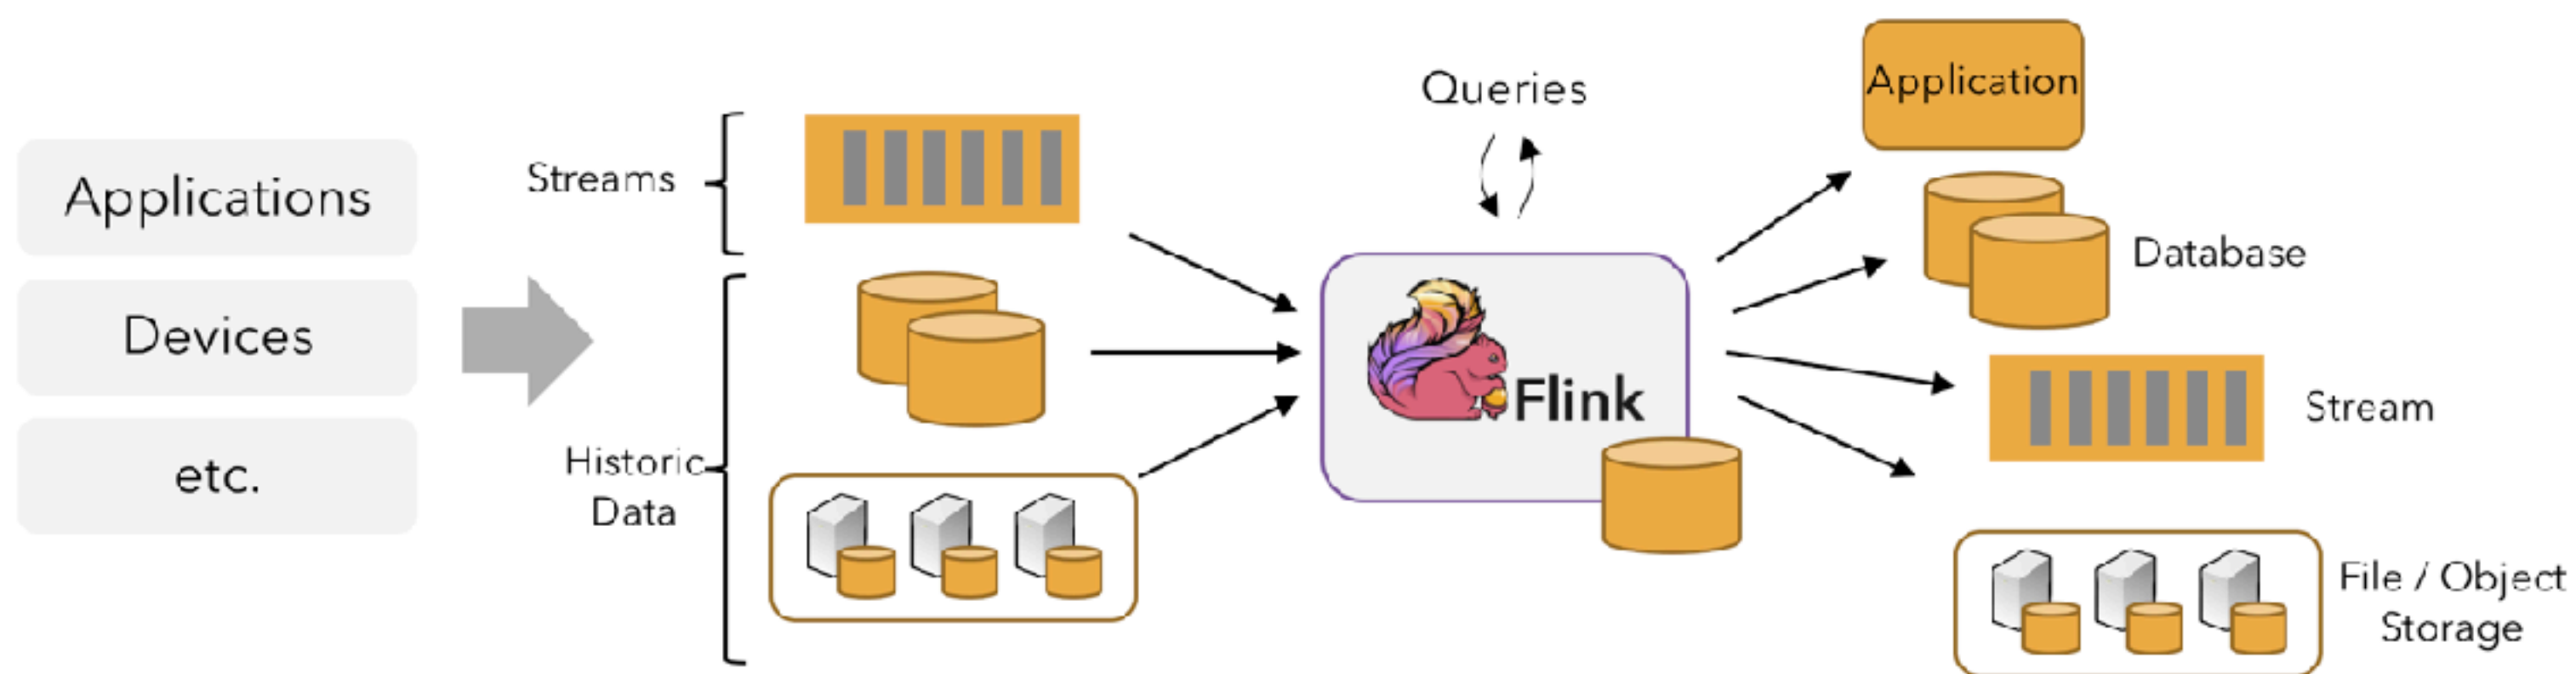 Applications
Devices
etc.
Streams
Historic
Data
Queries
Flink
Application
Database
Stream
File / Object
Storage